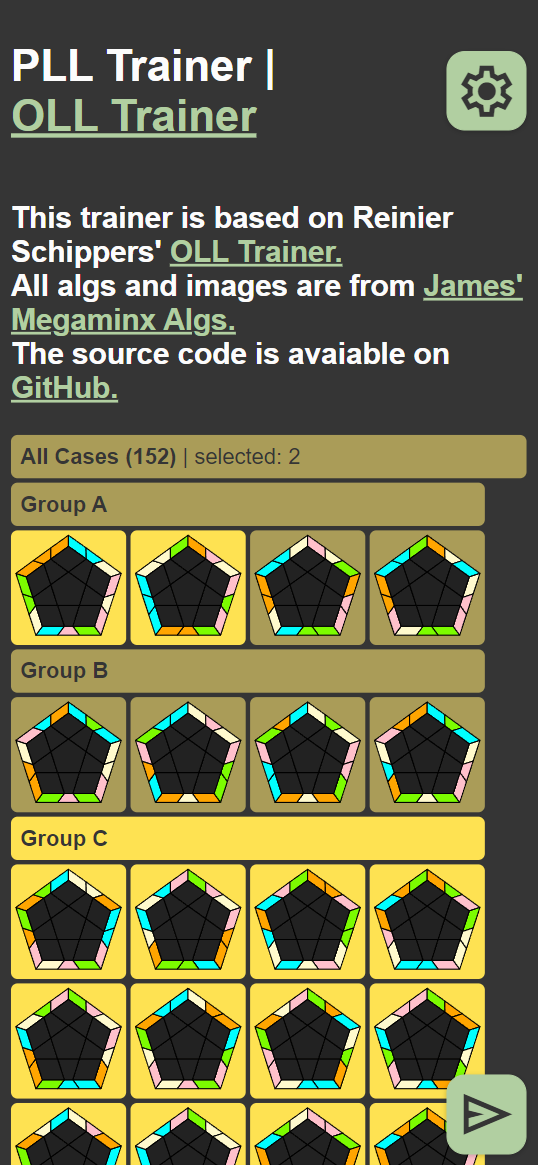 PLL Trainer |
OLL Trainer
This trainer is based on Reinier
Schippers' OLL Trainer.
All algs and images are from James'
Megaminx Algs.
The source code is avaiable on
GitHub.
All Cases (152) | selected: 2
Group A
Group B
Group C